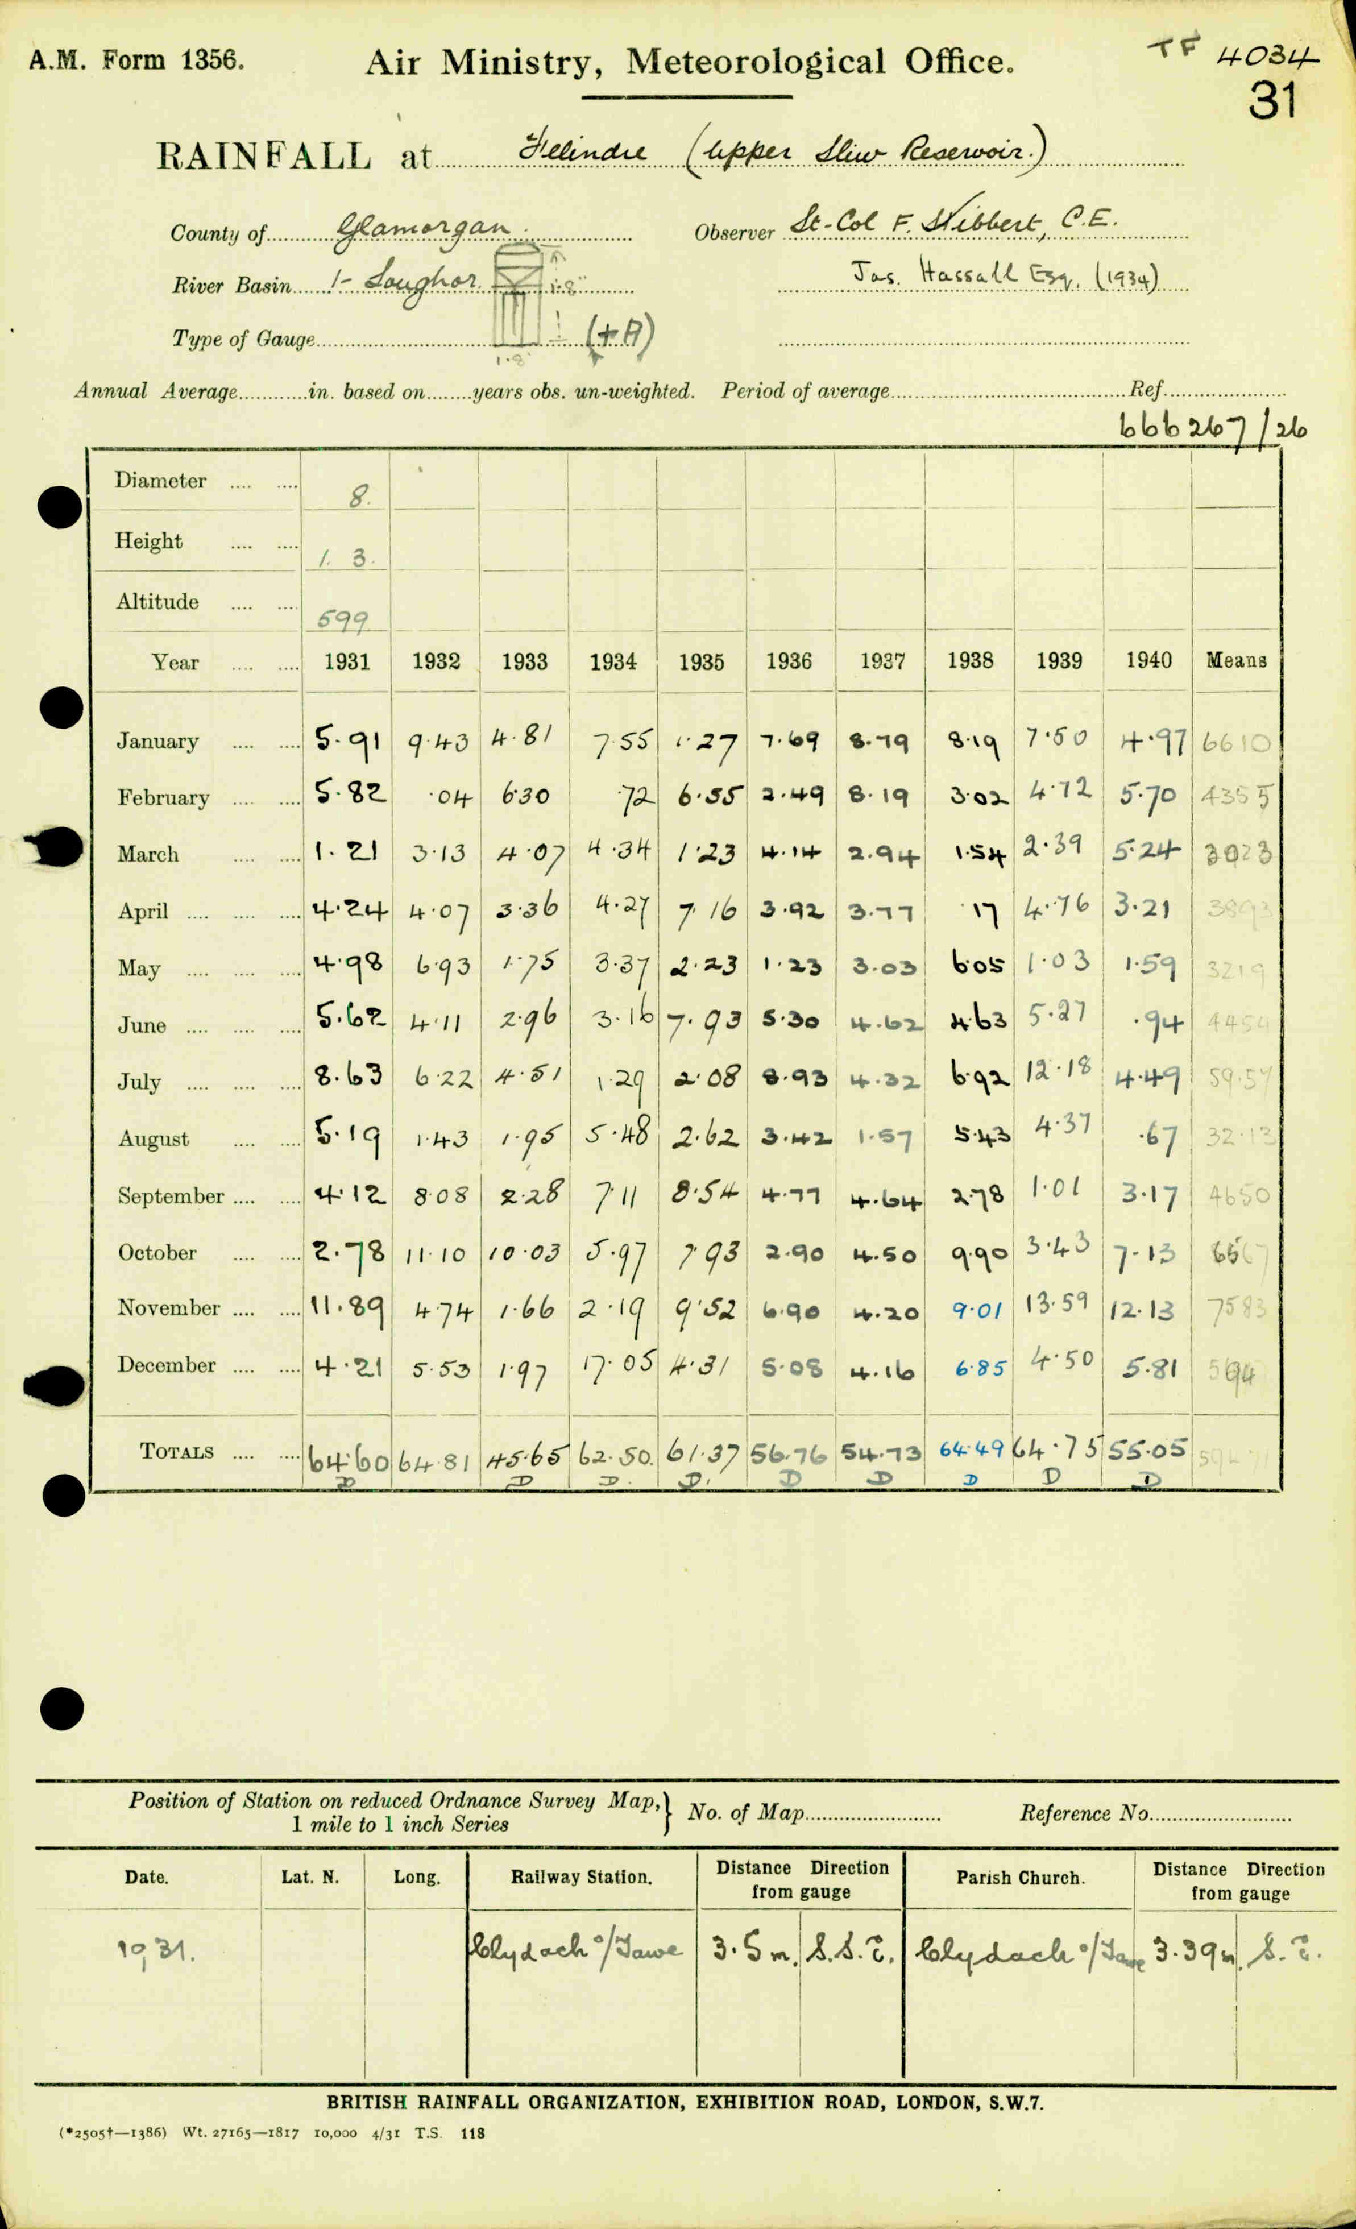 A.M. Form 1356. Air Ministry, Meteorological Office. TF 4034
31
RAINFALL at Felindre (Upper Lliw Reservoir.)
County of Glamorgan. Observer Lt-Col F. Stibbert, C.E.
River Basin 1- Loughor 1·8" Jas. Hassall Esq. (1934)
Type of Gauge (+A)
1·8"
Annual Average in. based on years obs. un-weighted. Period of average Ref.
666267/26
Diameter 8.
Height 1. 3.
Altitude 599
Year 1931 1932 1933 1934 1935 1936 1937 1938 1939 1940 Means
January 5.91 9.43 4.81 7.55 1.27 7.69 8.79 8.19 7.50 4.97 6610
February 5.82 .04 6.30 .72 6.55 2.49 8.19 3.02 4.72 5.70 4355
March 1.21 3.13 4.07 4.34 1.23 4.14 2.94 1.54 2.39 5.24 3023
April 4.24 4.07 3.36 4.27 7.16 3.92 3.77 .17 4.76 3.21 3893
May 4.98 6.93 1.75 3.37 2.23 1.23 3.03 6.05 1.03 1.59 3219
June 5.62 4.11 2.96 3.16 7.93 5.30 4.62 4.63 5.27 .94 4454
July 8.63 6.22 4.51 1.29 2.08 8.93 4.32 6.92 12.18 4.49 59.57
August 5.19 1.43 1.95 5.48 2.62 3.42 1.57 5.43 4.37 .67 32.13
September 4.12 8.08 2.28 7.11 8.54 4.77 4.64 2.78 1.01 3.17 4650
October 2.78 11.10 10.03 5.97 7.93 2.90 4.50 9.90 3.43 7.13 6567
November 11.89 4.74 1.66 2.19 9.52 6.90 4.20 9.01 13.59 12.13 7583
December 4.21 5.53 1.97 17.05 4.31 5.08 4.16 6.85 4.50 5.81
TOTALS 64.60 64.81 45.65 62.50. 61.37 56.76 54.73 64.49 64.75 55.05 594.71
D D D. D. D D D D D
Position of Station on reduced Ordnance Survey Map, No. of Map Reference No.
1 mile to 1 inch Series
Date. Lat. N. Long. Railway Station. Distance Direction from gauge Parish Church. Distance Direction from gauge
1931. Clydach o/Tawe 3.5 m. S.S.E. Clydach o/Tawe 3.39 m. S.E.
BRITISH RAINFALL ORGANIZATION, EXHIBITION ROAD, LONDON, S.W.7.
(*2505†—1386) Wt. 27165—1817 10,000 4/31 T.S. 118